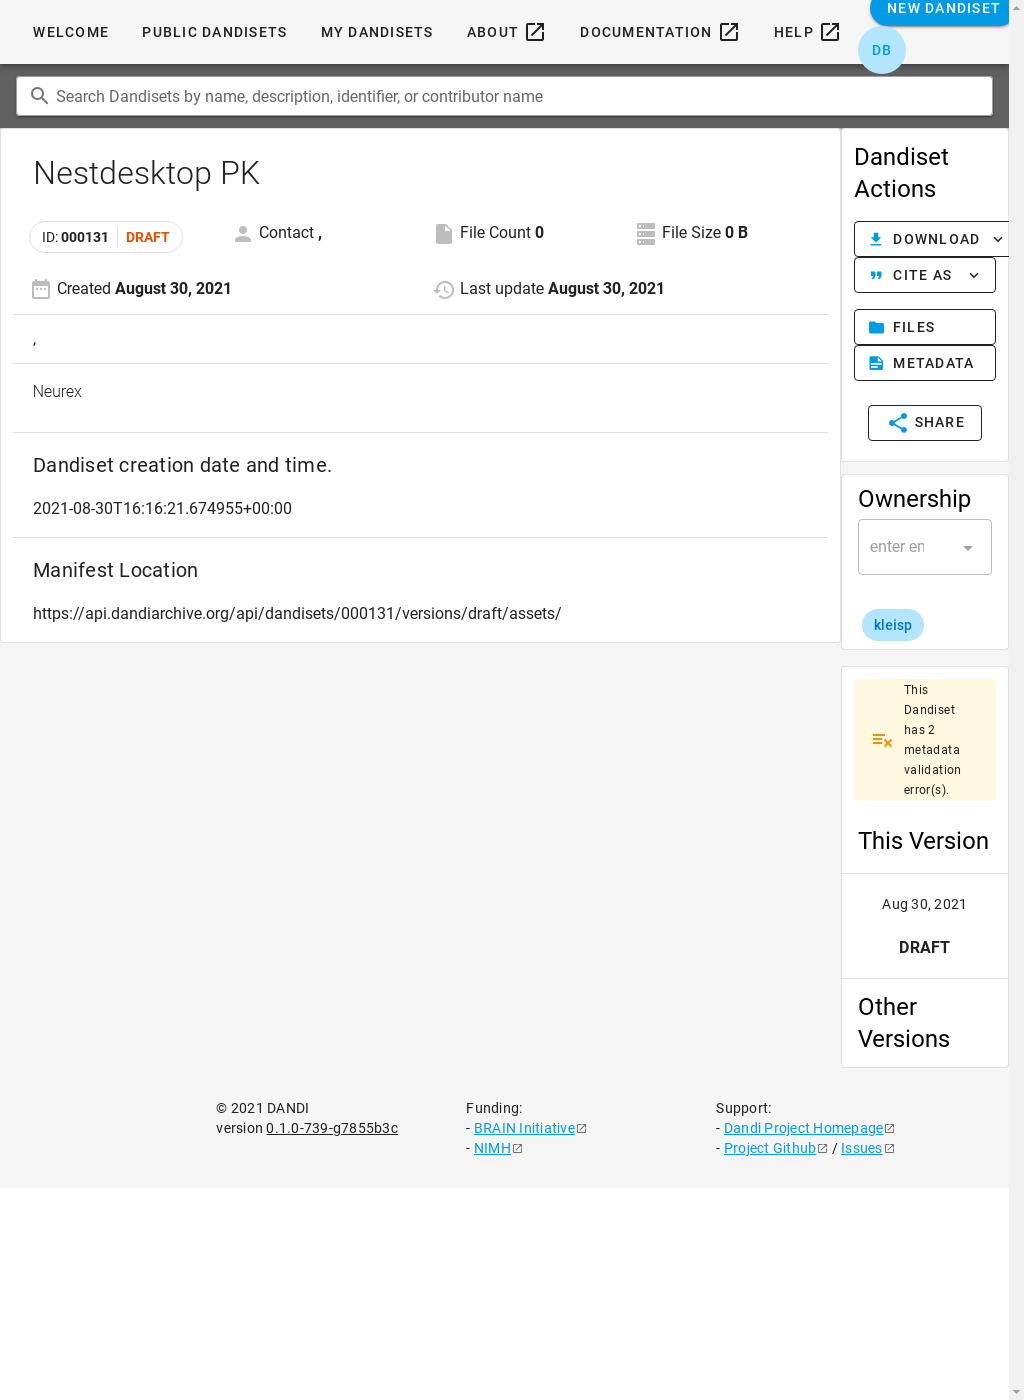 WELCOME PUBLIC DANDISETS MY DANDISETS ABOUT DOCUMENTATION HELP NEW DANDISET
DB
Search Dandisets by name, description, identifier, or contributor name
Nestdesktop PK
ID: 000131 DRAFT Contact , File Count 0 File Size 0 B
Created August 30, 2021 Last update August 30, 2021
,
Neurex
Dandiset creation date and time.
2021-08-30T16:16:21.674955+00:00
Manifest Location
https://api.dandiarchive.org/api/dandisets/000131/versions/draft/assets/
Dandiset
Actions
DOWNLOAD
CITE AS
FILES
METADATA
SHARE
Ownership
enter en
kleisp
This
Dandiset
has 2
metadata
validation
error(s).
This Version
Aug 30, 2021
DRAFT
Other
Versions
© 2021 DANDI
version 0.1.0-739-g7855b3c
Funding:
- BRAIN Initiative
- NIMH
Support:
- Dandi Project Homepage
- Project Github / Issues